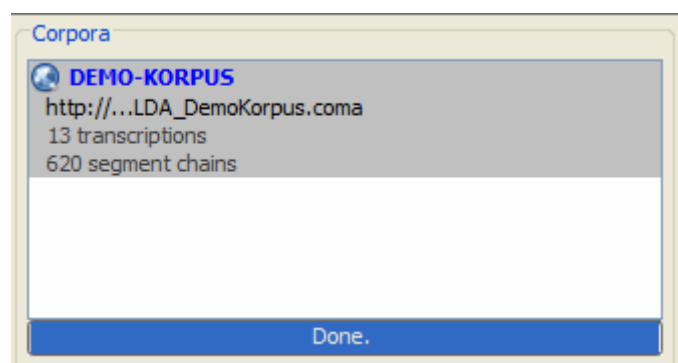 Corpora
DEMO-KORPUS
http://...LDA_DemoKorpus.coma
13 transcriptions
620 segment chains
Done.